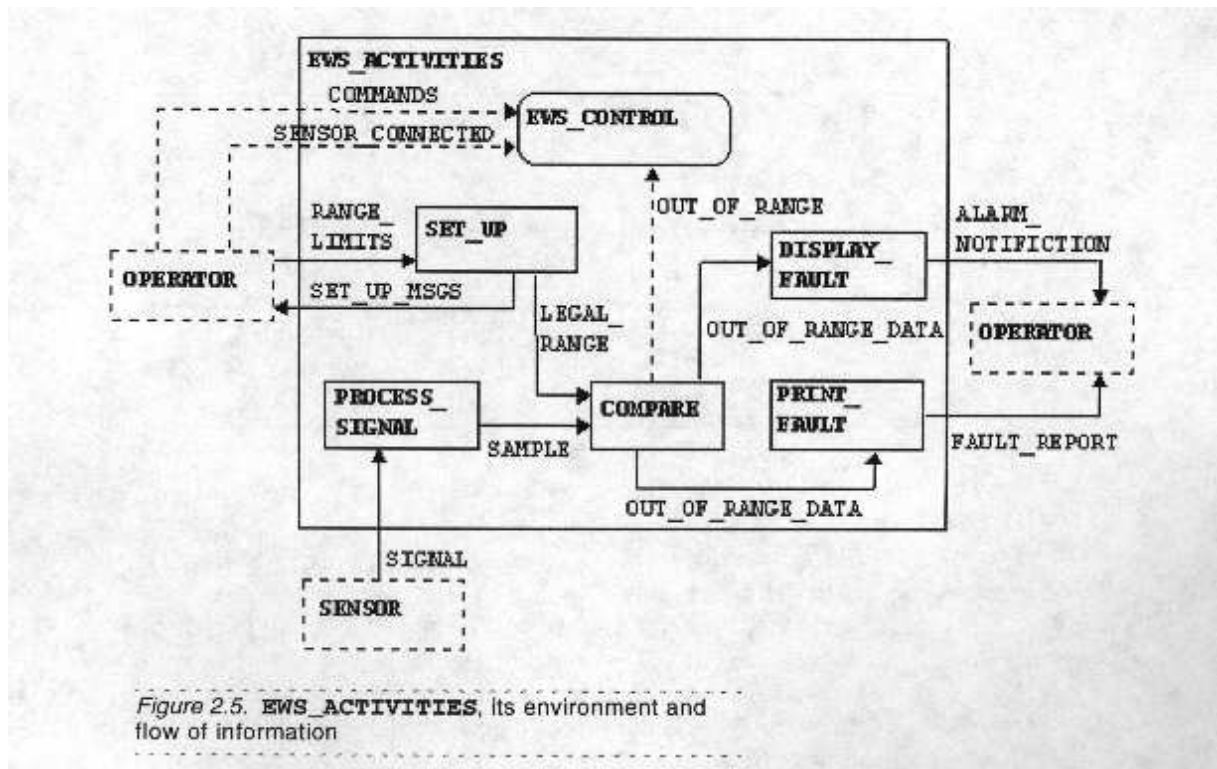 EWS_ACTIVITIES
COMMANDS
EWS_CONTROL
SENSOR_CONNECTED
RANGE_
LIMITS
SET_UP
OUT_OF_RANGE
ALARM_
NOTIFICTION
DISPLAY_
FAULT
OPERATOR
SET_UP_MSGS
LEGAL_
RANGE
OUT_OF_RANGE_DATA
OPERATOR
PROCESS_
SIGNAL
COMPARE
PRINT_
FAULT
SAMPLE
FAULT_REPORT
OUT_OF_RANGE_DATA
SIGNAL
SENSOR
Figure 2.5. EWS_ACTIVITIES, its environment and
flow of information